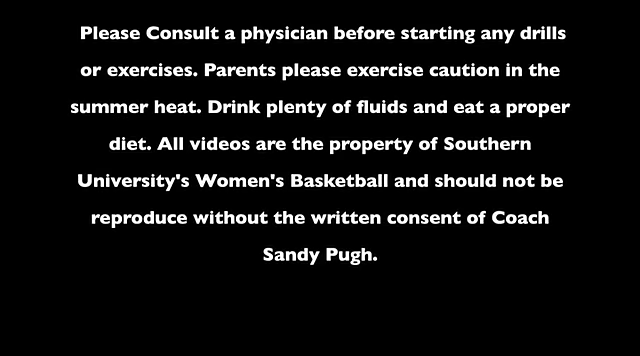 Please Consult a physician before starting any drills
or exercises. Parents please exercise caution in the
summer heat. Drink plenty of fluids and eat a proper
diet. All videos are the property of Southern
University's Women's Basketball and should not be
reproduce without the written consent of Coach
Sandy Pugh.